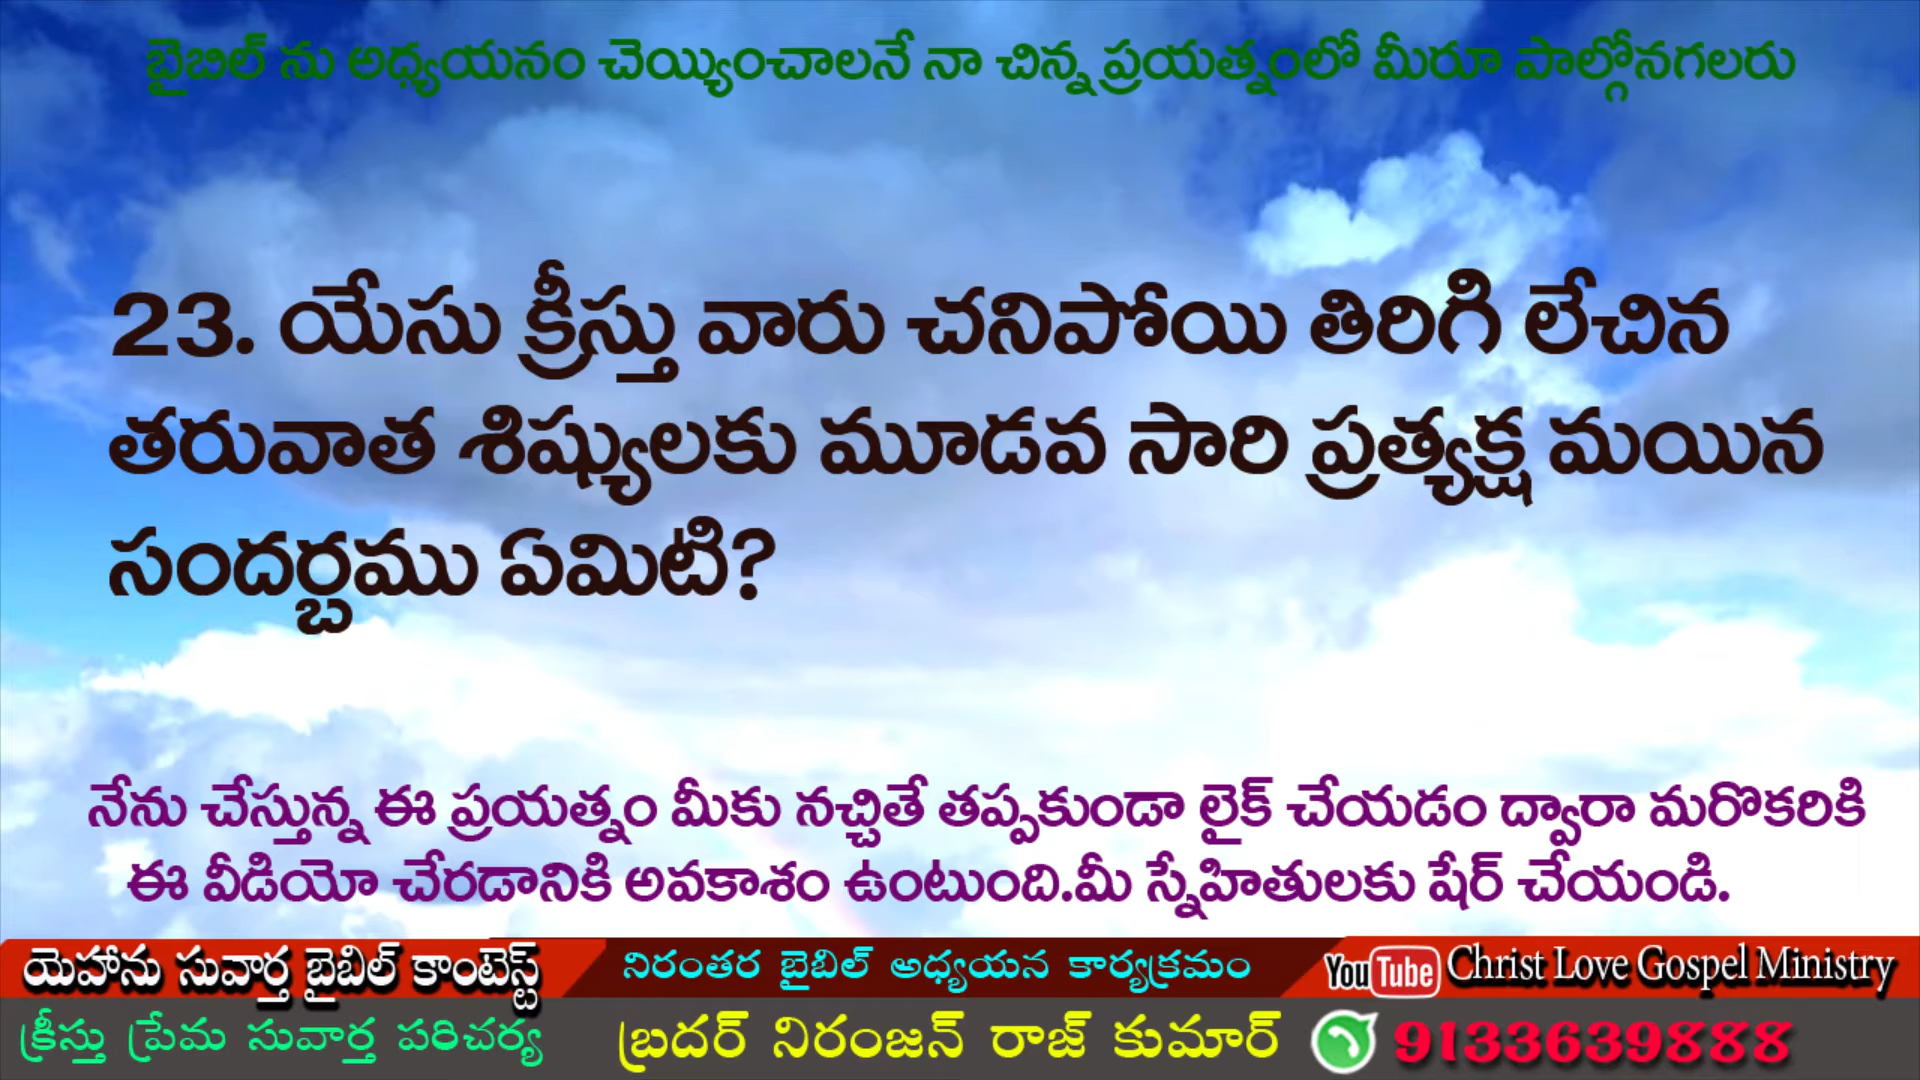 బైబిల్ ను అధ్యయనం చెయ్యించాలనే నా చిన్న ప్రయత్నంలో మీరూ పాల్గోనగలరు
23. యేసు క్రీస్తు వారు చనిపోయి తిరిగి లేచిన
తరువాత శిష్యులకు మూడవ సారి ప్రత్యక్ష మయిన
సందర్బము ఏమిటి?
నేను చేస్తున్న ఈ ప్రయత్నం మీకు నచ్చితే తప్పకుండా లైక్ చేయడం ద్వారా మరొకరికి
ఈ వీడియో చేరడానికి అవకాశం ఉంటుంది.మీ స్నేహితులకు షేర్ చేయండి.
యెహాను సువార్త బైబిల్ కాంటెస్ట్
నిరంతర బైబిల్ అధ్యయన కార్యక్రమం
YouTube Christ Love Gospel Ministry
క్రీస్తు ప్రేమ సువార్త పరిచర్య
బ్రదర్ నిరంజన్ రాజ్ కుమార్
9133639888